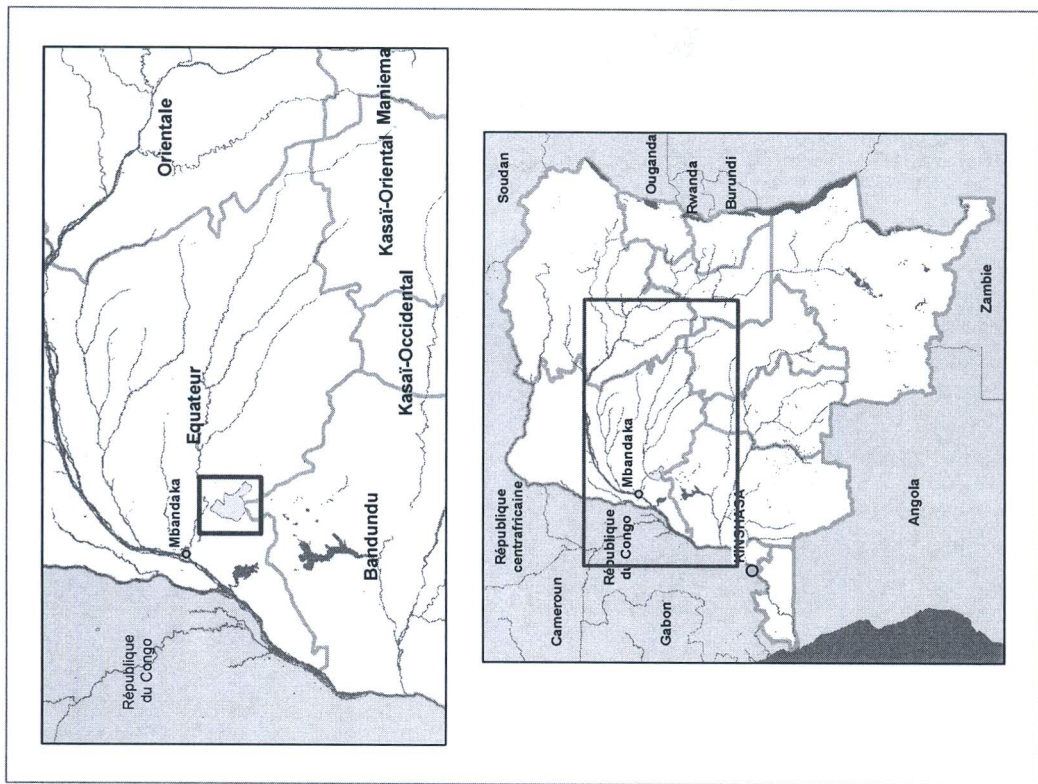 Orientale
Maniema
Kasaï-Oriental
Equateur
Kasaï-Occidental
Mbandaka
Bandundu
République
du Congo
Soudan
Ouganda
Rwanda
Burundi
République
centrafricaine
Cameroun
République
du Congo
Mbandaka
Gabon
KINSHASA
Angola
Zambie